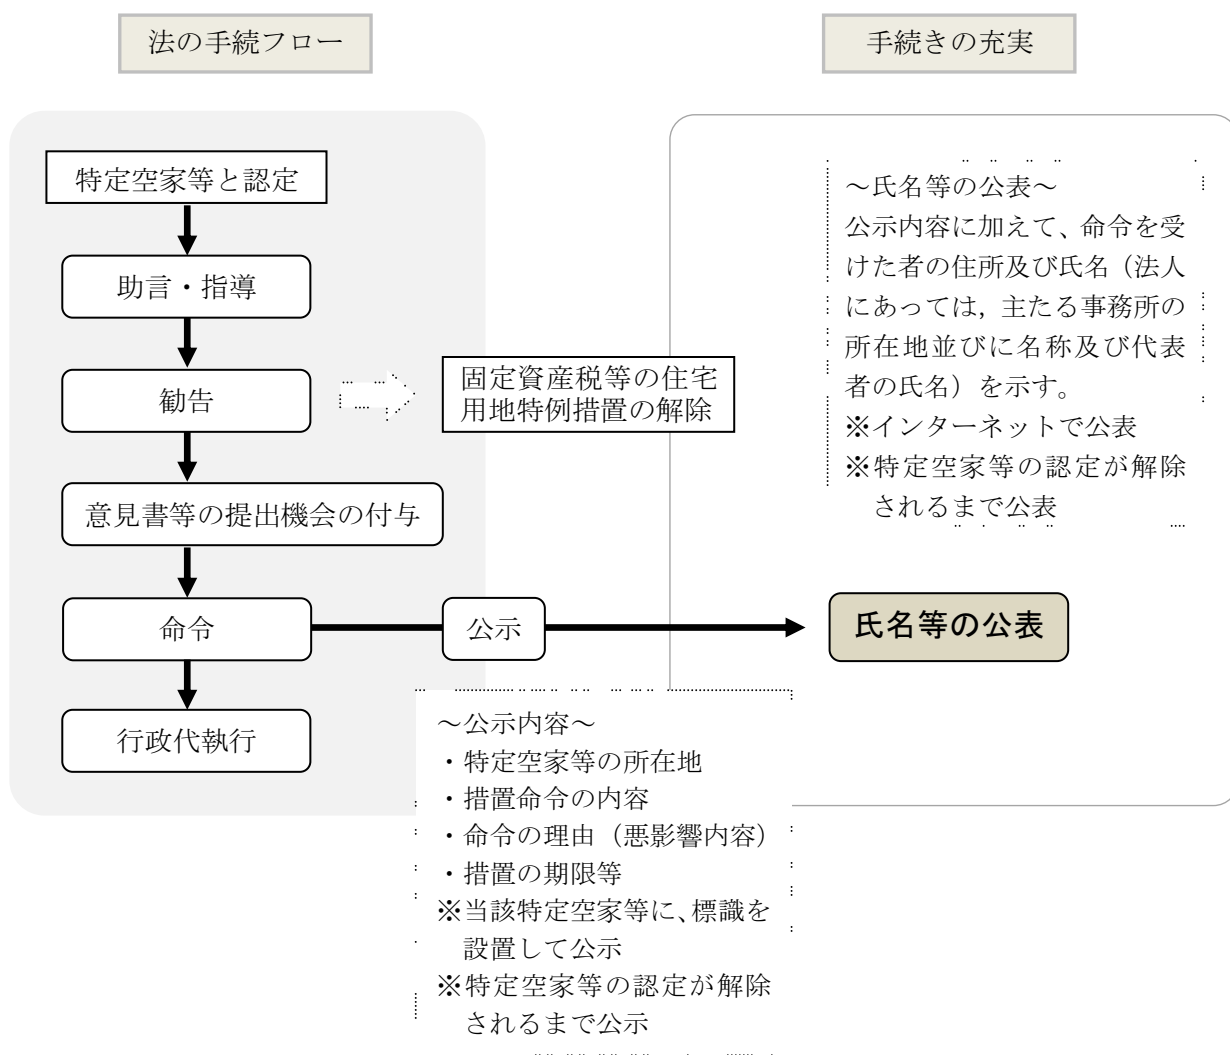 法の手続フロー
手続きの充実
特定空家等と認定
助言・指導
勧告
固定資産税等の住宅
用地特例措置の解除
意見書等の提出機会の付与
命令
公示
行政代執行
～氏名等の公表～
公示内容に加えて、命令を受
けた者の住所及び氏名（法人
にあっては，主たる事務所の
所在地並びに名称及び代表
者の氏名）を示す。
※インターネットで公表
※特定空家等の認定が解除
されるまで公表
氏名等の公表
～公示内容～
・特定空家等の所在地
・措置命令の内容
・命令の理由（悪影響内容）
・措置の期限等
※当該特定空家等に、標識を
設置して公示
※特定空家等の認定が解除
されるまで公示